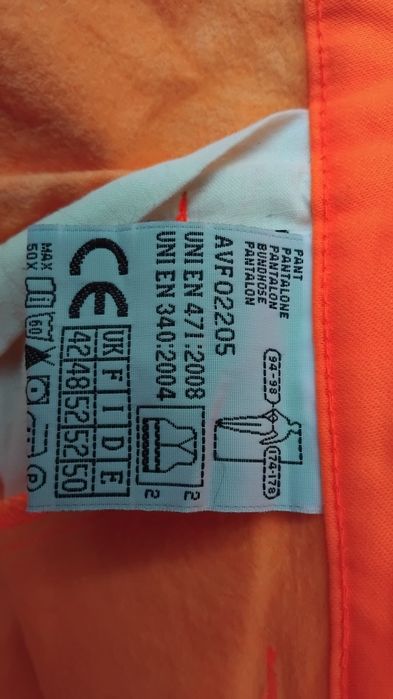 PANT
PANTALONE
PANTALON
BUNDHOSE
PANTALON
94-98
174-178
AVF02205
UNI EN 471:2008
UNI EN 340:2004
2
2
CE
UK F I D E
42 48 52 52 50
MAX
50X
60
P